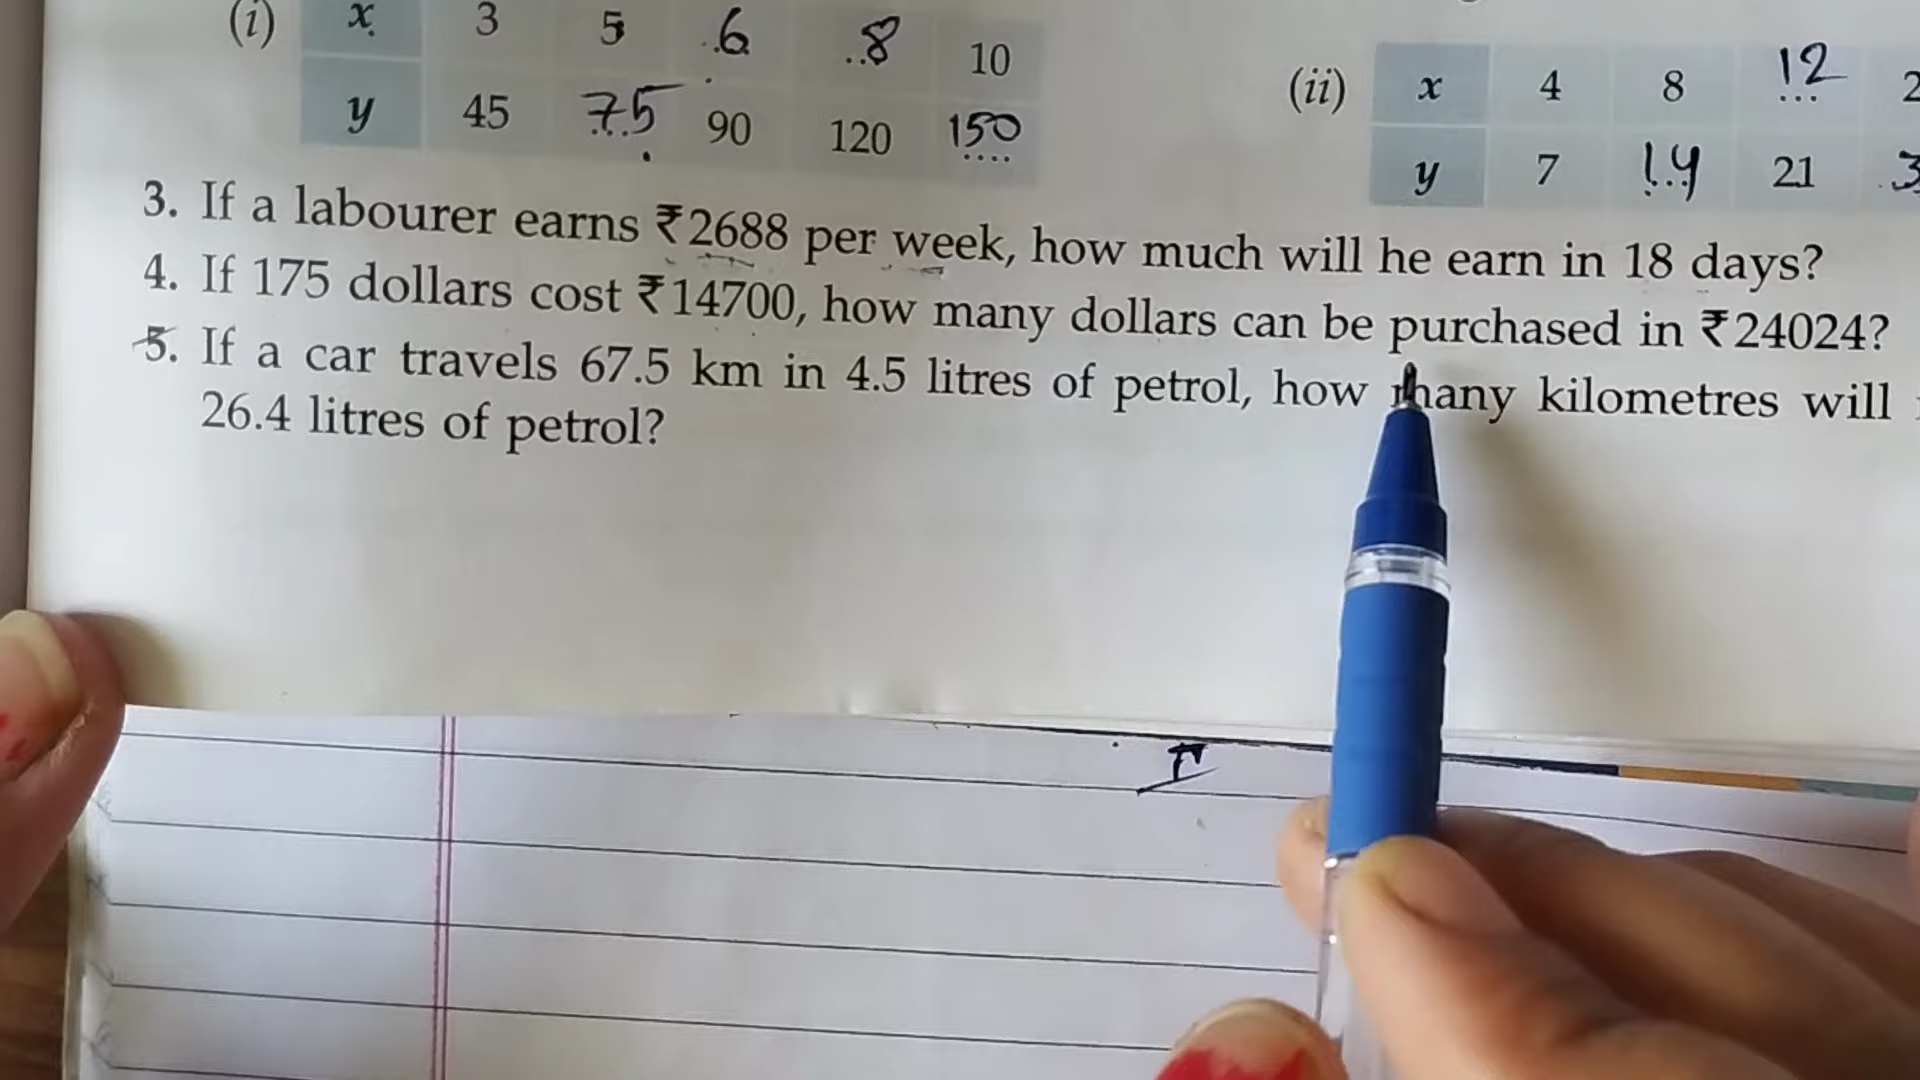 (i) x 3 5 6 8 10
y 45 75 90 120 150
(ii) x 4 8 12 2
y 7 14 21 3
3. If a labourer earns ₹2688 per week, how much will he earn in 18 days?
4. If 175 dollars cost ₹14700, how many dollars can be purchased in ₹24024?
5. If a car travels 67.5 km in 4.5 litres of petrol, how many kilometres will
26.4 litres of petrol?